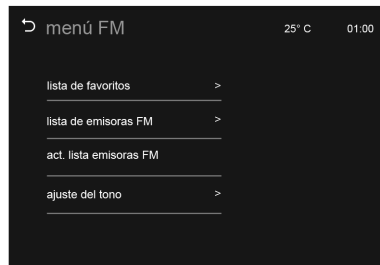 menú FM 25° C 01:00
lista de favoritos >
lista de emisoras FM >
act. lista emisoras FM
ajuste del tono >